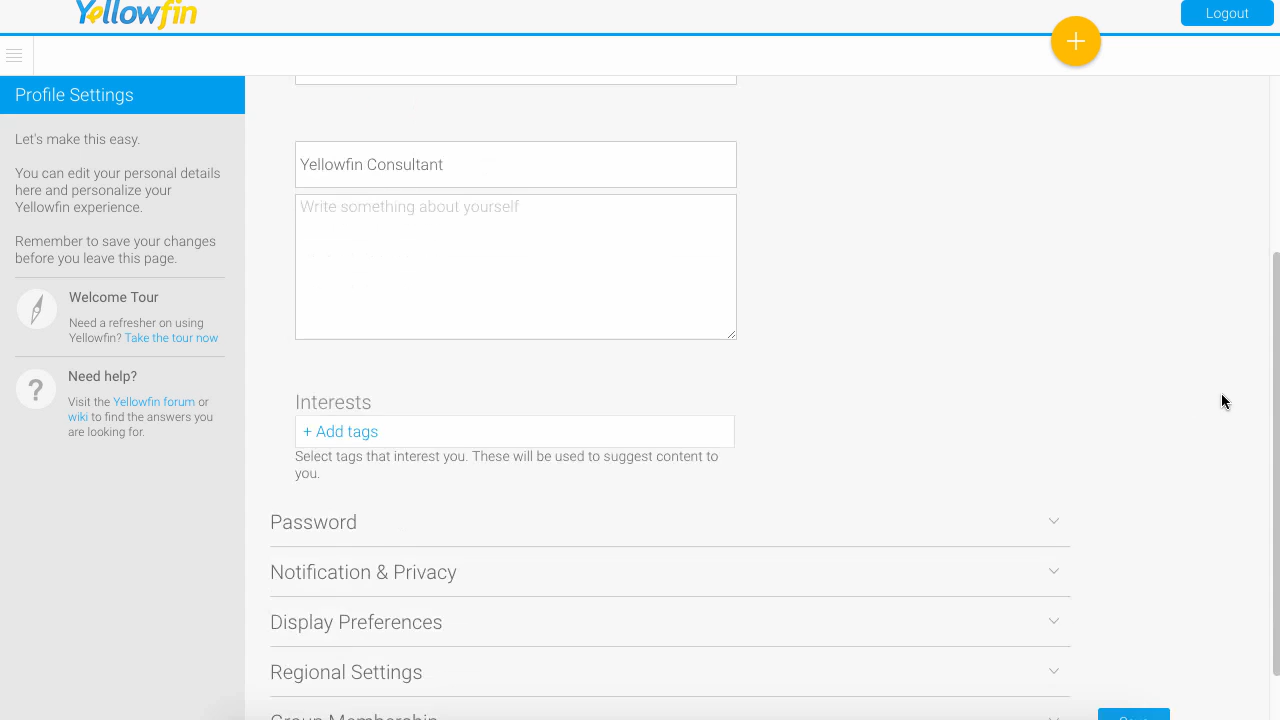 Yellowfin
Logout
Profile Settings
Let's make this easy.
You can edit your personal details
here and personalize your
Yellowfin experience.
Remember to save your changes
before you leave this page.
Welcome Tour
Need a refresher on using
Yellowfin? Take the tour now
Need help?
Visit the Yellowfin forum or
wiki to find the answers you
are looking for.
Yellowfin Consultant
Write something about yourself
Interests
+ Add tags
Select tags that interest you. These will be used to suggest content to
you.
Password
Notification & Privacy
Display Preferences
Regional Settings
Group Membership